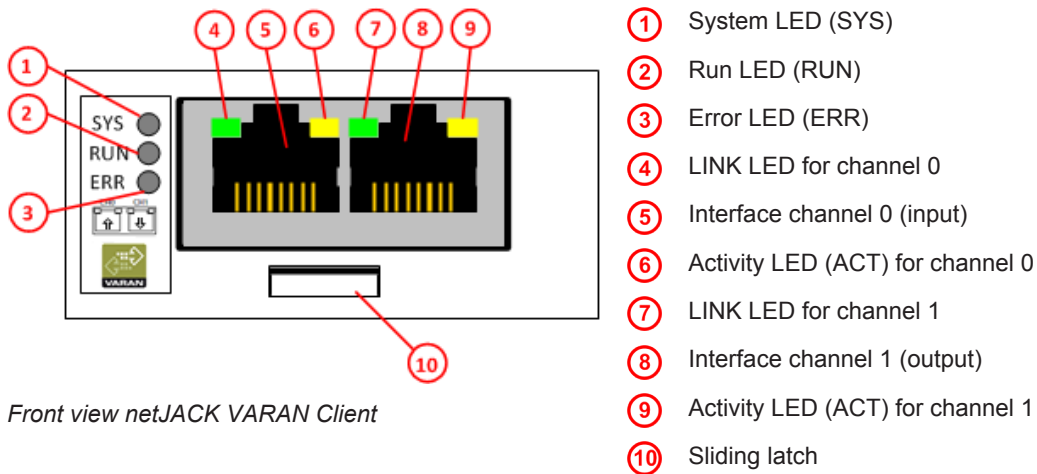 4 5 6 7 8 9
1
2
3
SYS
RUN
ERR
CH0 CH1
VARAN
10
Front view netJACK VARAN Client
1 System LED (SYS)
2 Run LED (RUN)
3 Error LED (ERR)
4 LINK LED for channel 0
5 Interface channel 0 (input)
6 Activity LED (ACT) for channel 0
7 LINK LED for channel 1
8 Interface channel 1 (output)
9 Activity LED (ACT) for channel 1
10 Sliding latch